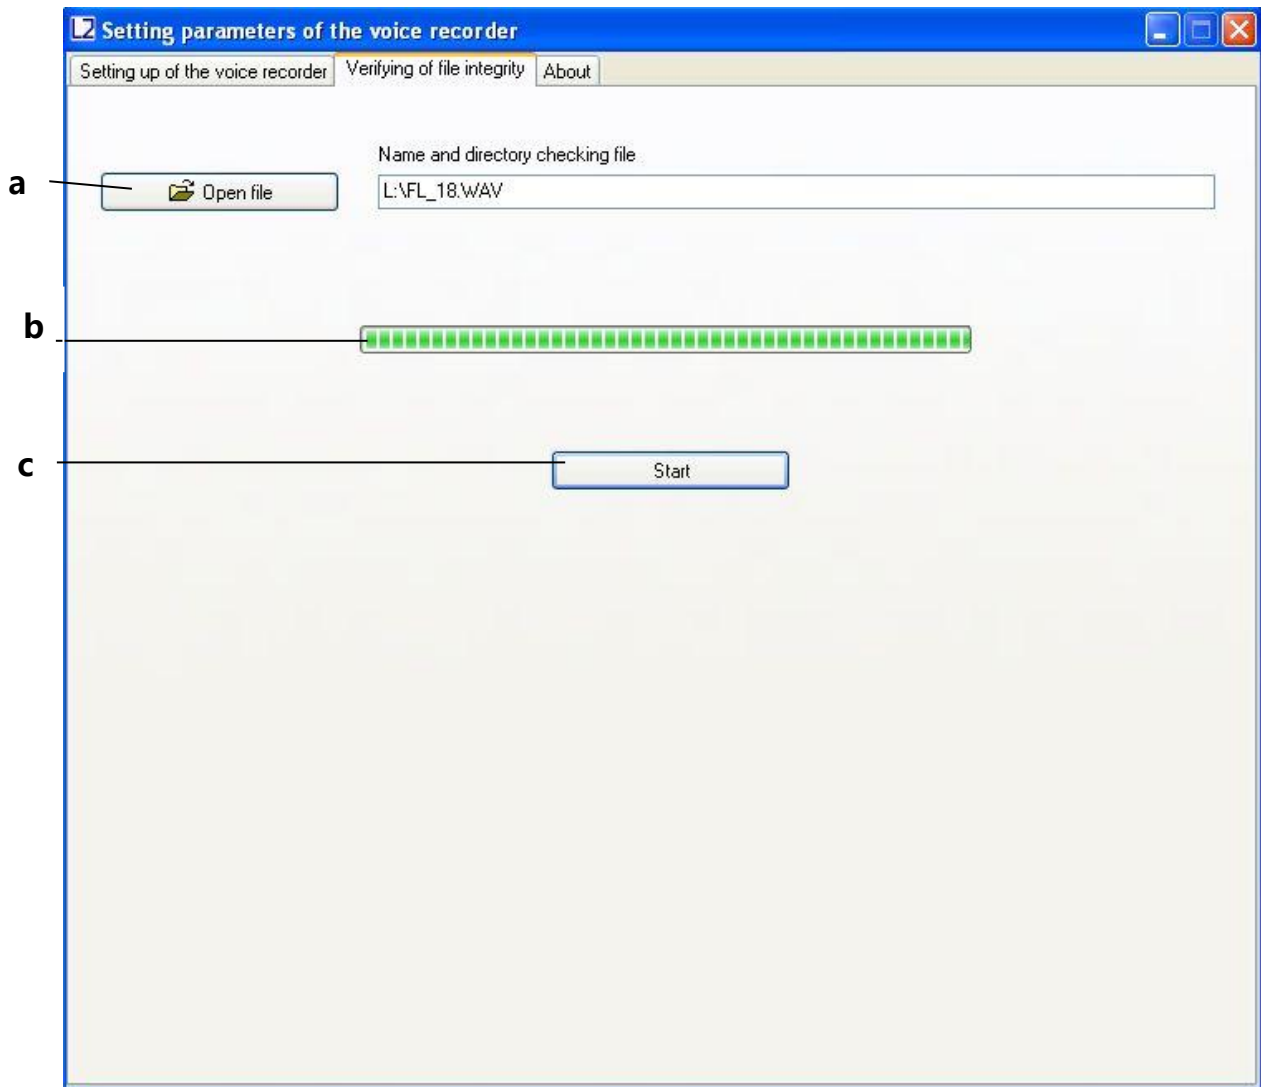 Setting parameters of the voice recorder
Setting up of the voice recorder Verifying of file integrity About
Name and directory checking file
a Open file L:\FL_18.WAV
b
c Start